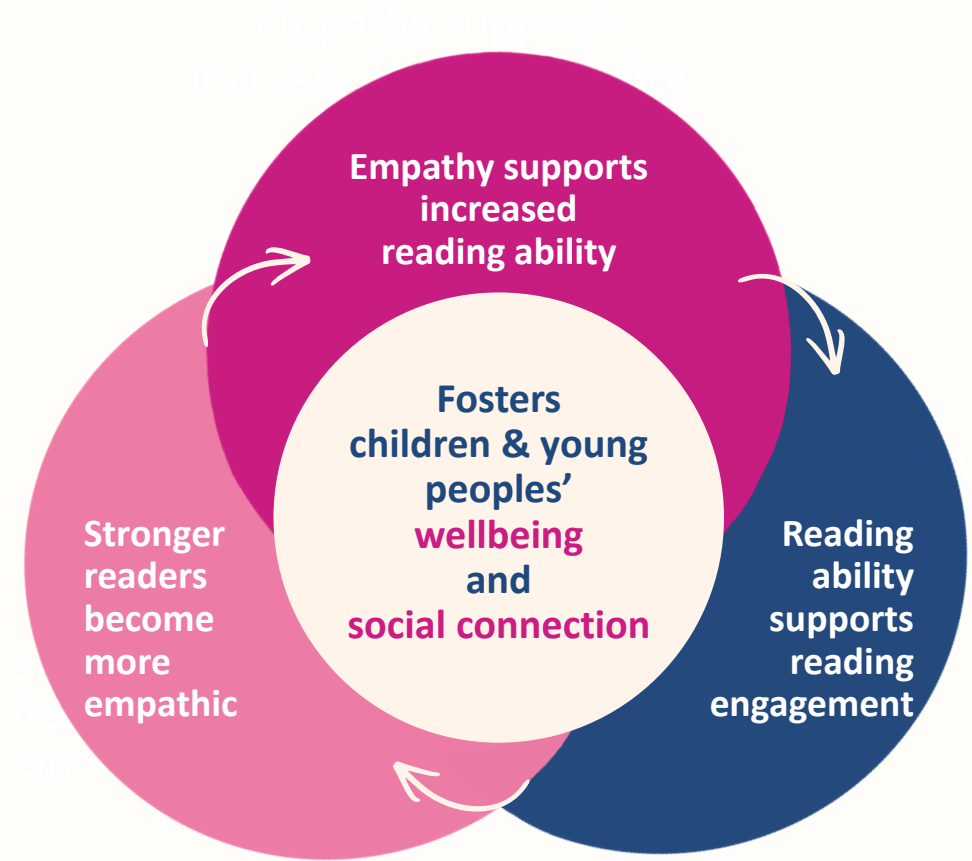 Empathy supports
increased
reading ability
Fosters
children & young
peoples’
wellbeing
and
social connection
Stronger
readers
become
more
empathic
Reading
ability
supports
reading
engagement